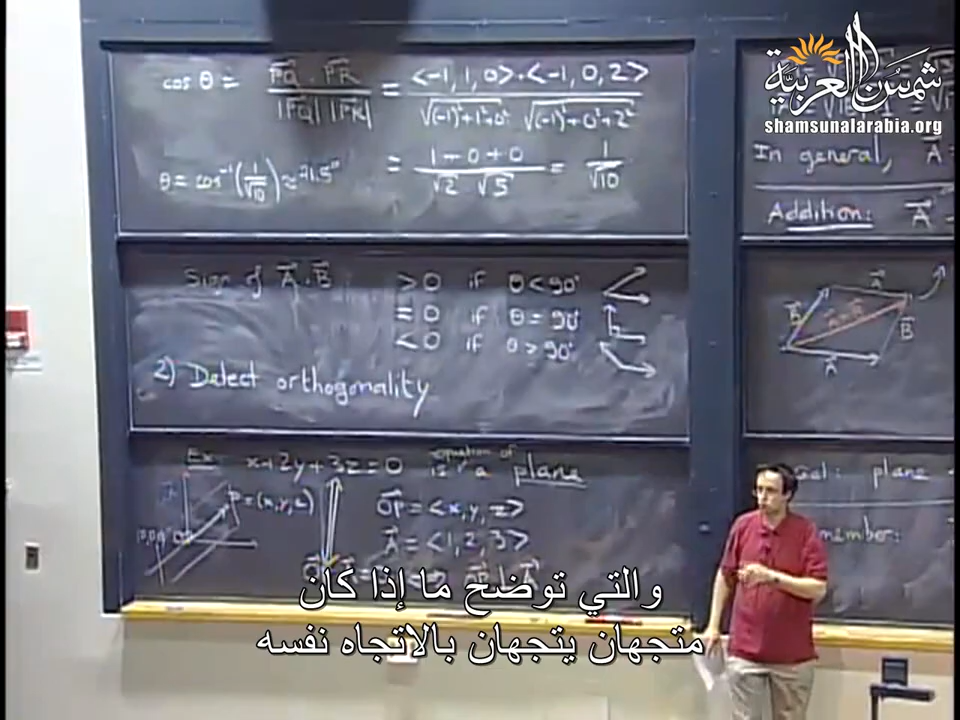 شمس العربية
shamsunalarabia.org
cos θ = PQ · PR / |PQ| |PR| = <-1, 1, 0> · <-1, 0, 2> / √(-1)²+1²+0² √(-1)²+0²+2²
= 1+0+0 / √2 √5 = 1/√10
θ = cos⁻¹(1/√10) ≈ 71.5°
Sign of A · B > 0 if θ < 90°
= 0 if θ = 90°
< 0 if θ > 90°
2) Detect orthogonality
Ex: x+2y+3z=0 equation of is a plane
P=(x,y,z)
OP = <x,y,z>
A = <1,2,3>
In general, A =
Addition: A
A
B
A+B
B
A
plane
member:
والتي توضح ما إذا كان
متجهان يتجهان بالاتجاه نفسه